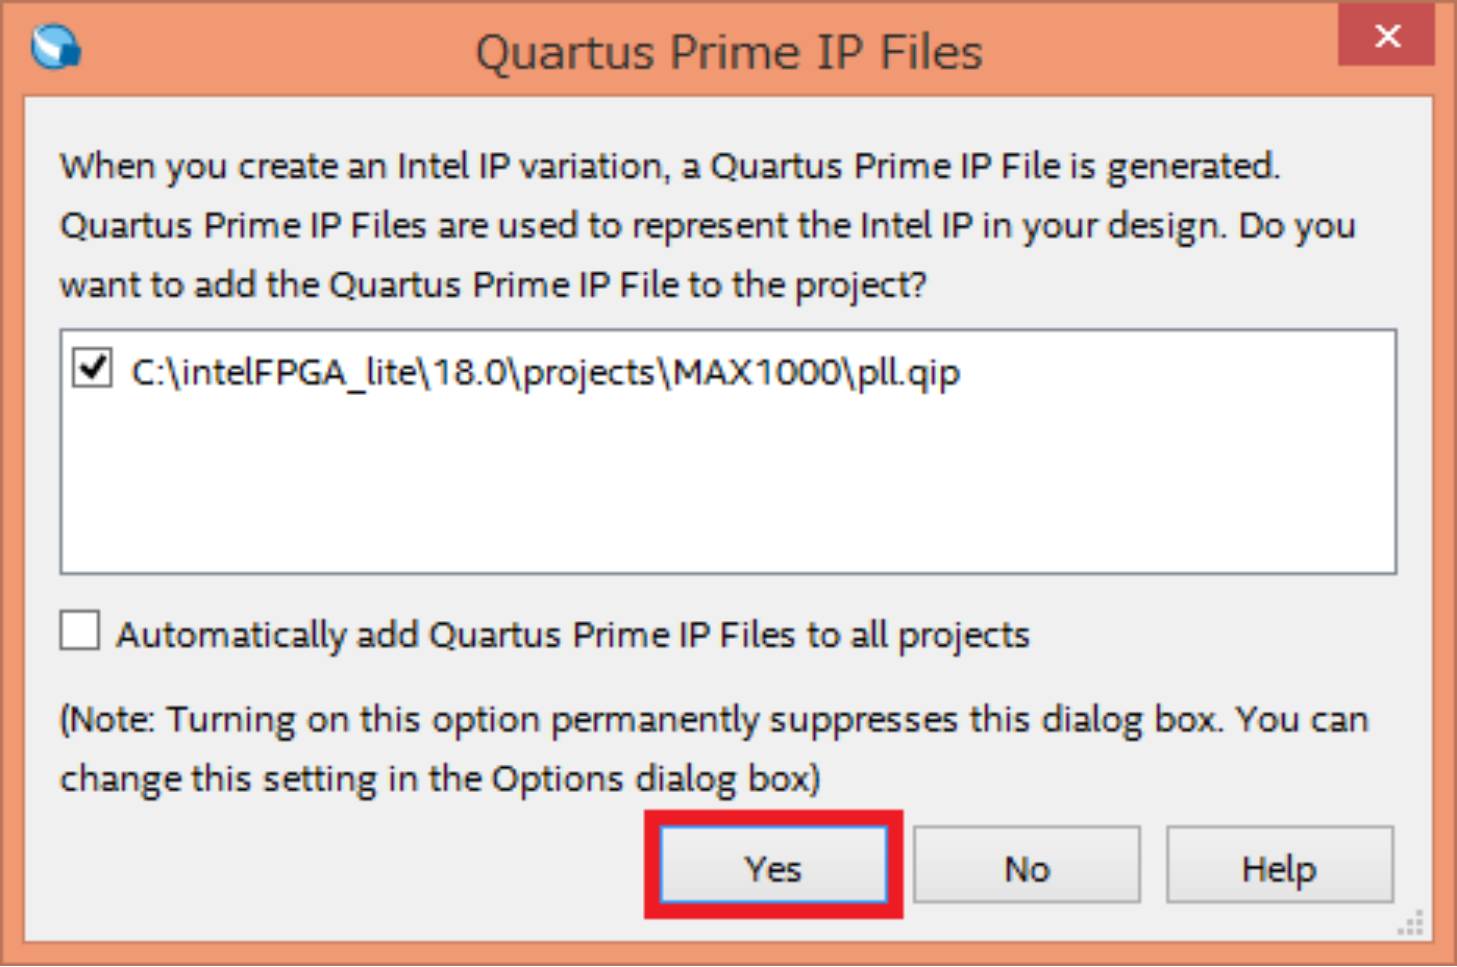 Quartus Prime IP Files
When you create an Intel IP variation, a Quartus Prime IP File is generated.
Quartus Prime IP Files are used to represent the Intel IP in your design. Do you
want to add the Quartus Prime IP File to the project?
C:\intelFPGA_lite\18.0\projects\MAX1000\pll.qip
Automatically add Quartus Prime IP Files to all projects
(Note: Turning on this option permanently suppresses this dialog box. You can
change this setting in the Options dialog box)
Yes No Help